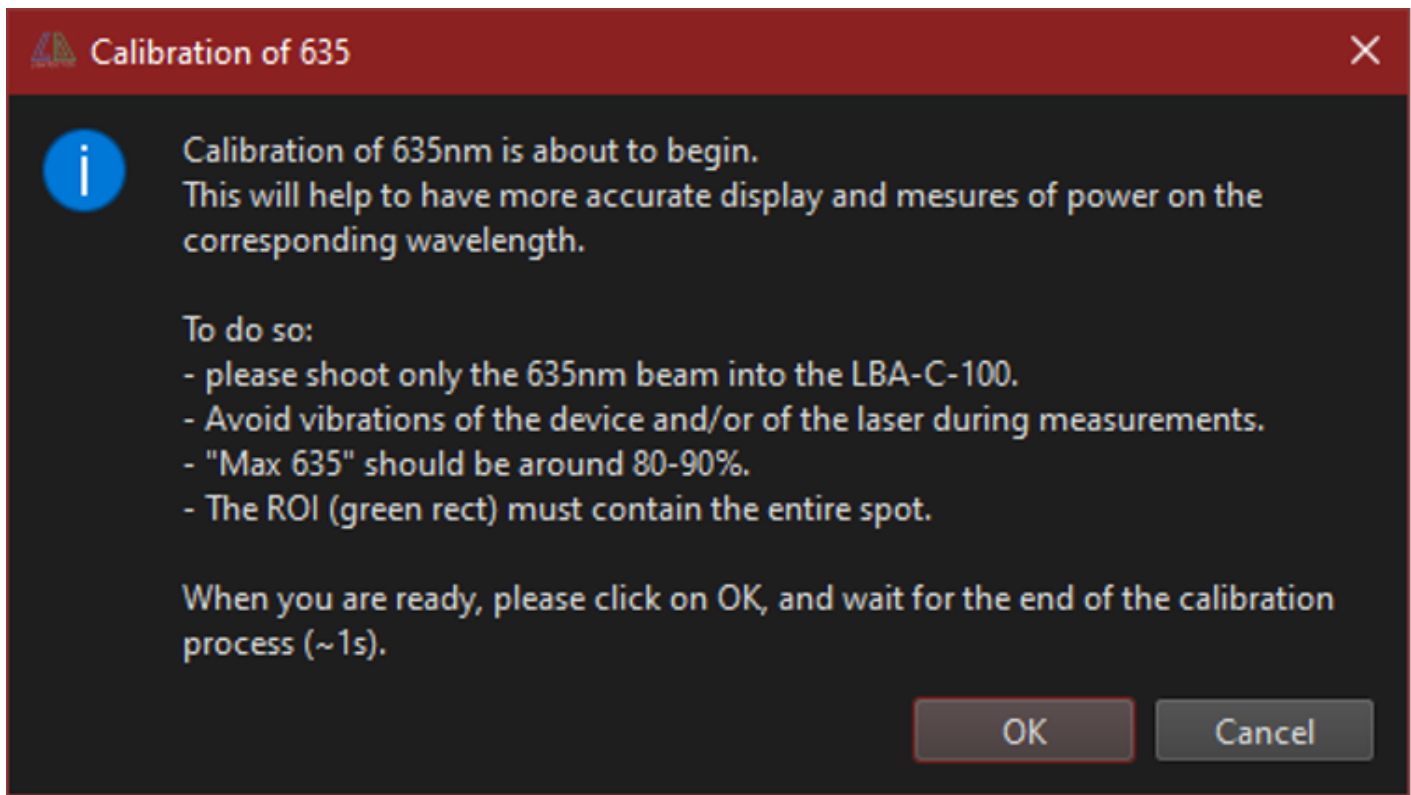 Calibration of 635
Calibration of 635nm is about to begin.
This will help to have more accurate display and mesures of power on the
corresponding wavelength.
To do so:
- please shoot only the 635nm beam into the LBA-C-100.
- Avoid vibrations of the device and/or of the laser during measurements.
- "Max 635" should be around 80-90%.
- The ROI (green rect) must contain the entire spot.
When you are ready, please click on OK, and wait for the end of the calibration
process (~1s).
OK Cancel